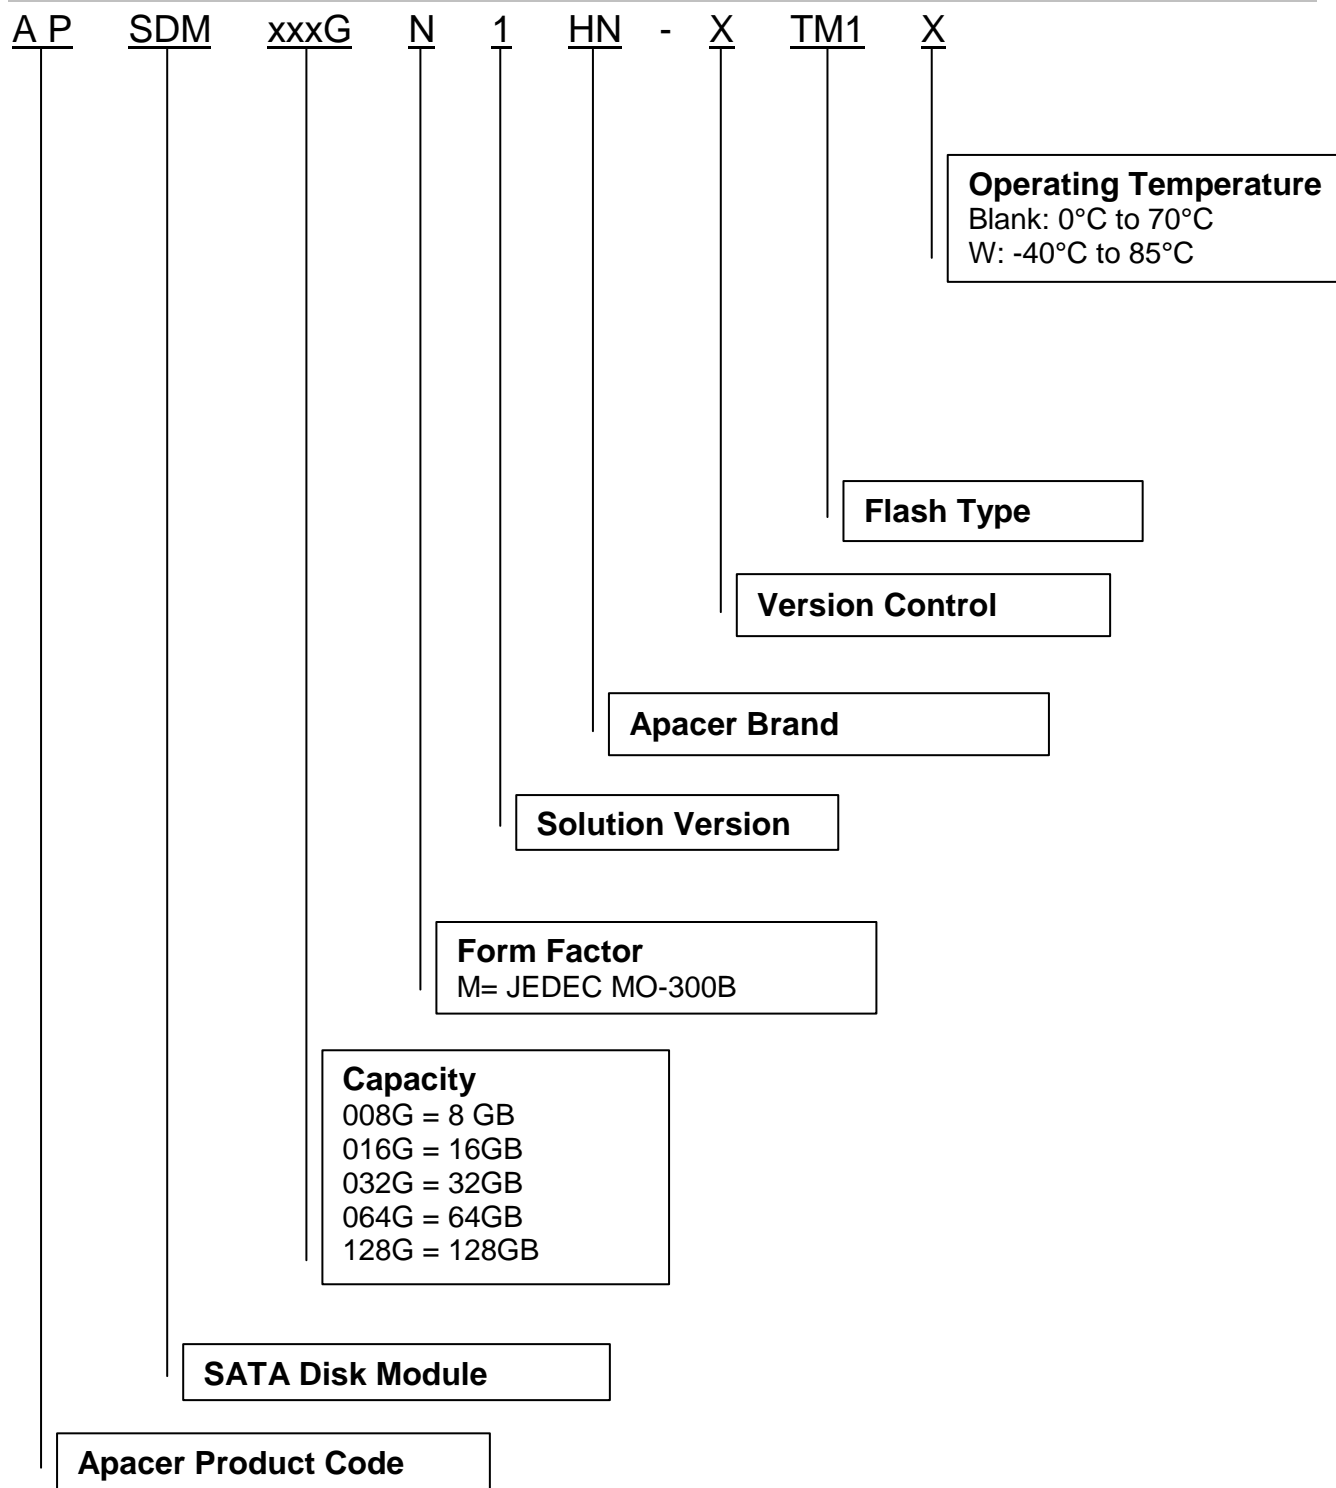 A P SDM xxxG N 1 HN - X TM1 X
Operating Temperature
Blank: 0°C to 70°C
W: -40°C to 85°C
Flash Type
Version Control
Apacer Brand
Solution Version
Form Factor
M= JEDEC MO-300B
Capacity
008G = 8 GB
016G = 16GB
032G = 32GB
064G = 64GB
128G = 128GB
SATA Disk Module
Apacer Product Code